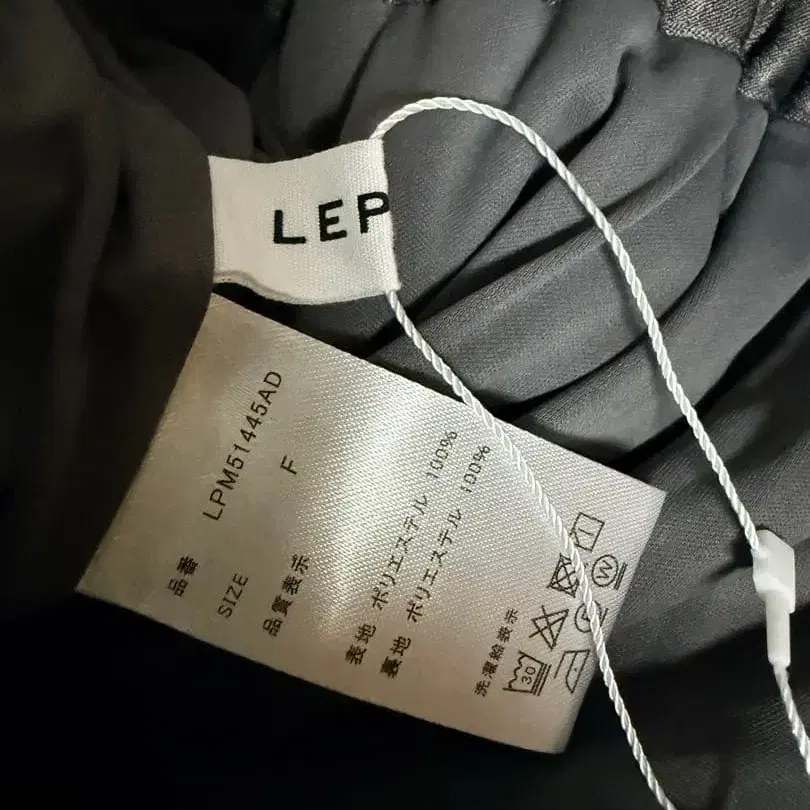 LEP
品番 LPM51445AD
SIZE F
品質表示
表地 ポリエステル 100%
裏地 ポリエステル 100%
洗濯絵表示
30
W